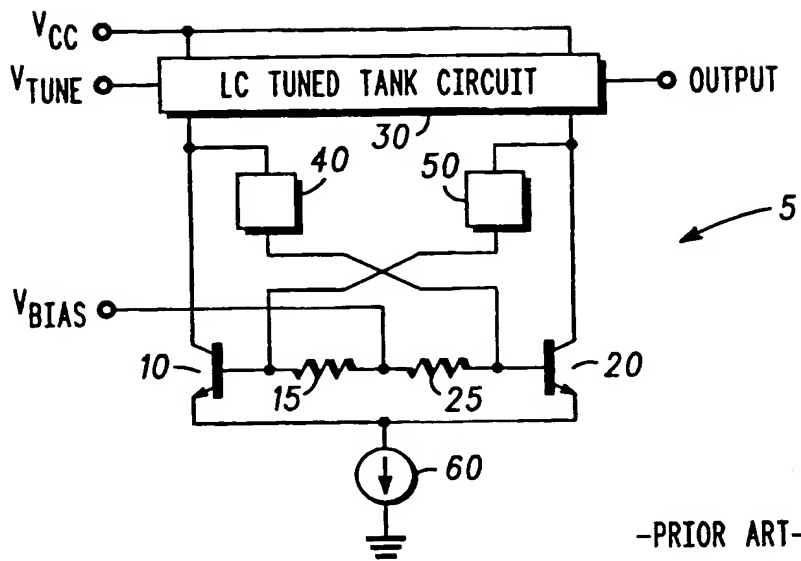 VCC
VTUNE
LC TUNED TANK CIRCUIT
OUTPUT
30
40
50
5
VBIAS
10
15
25
20
60
-PRIOR ART-